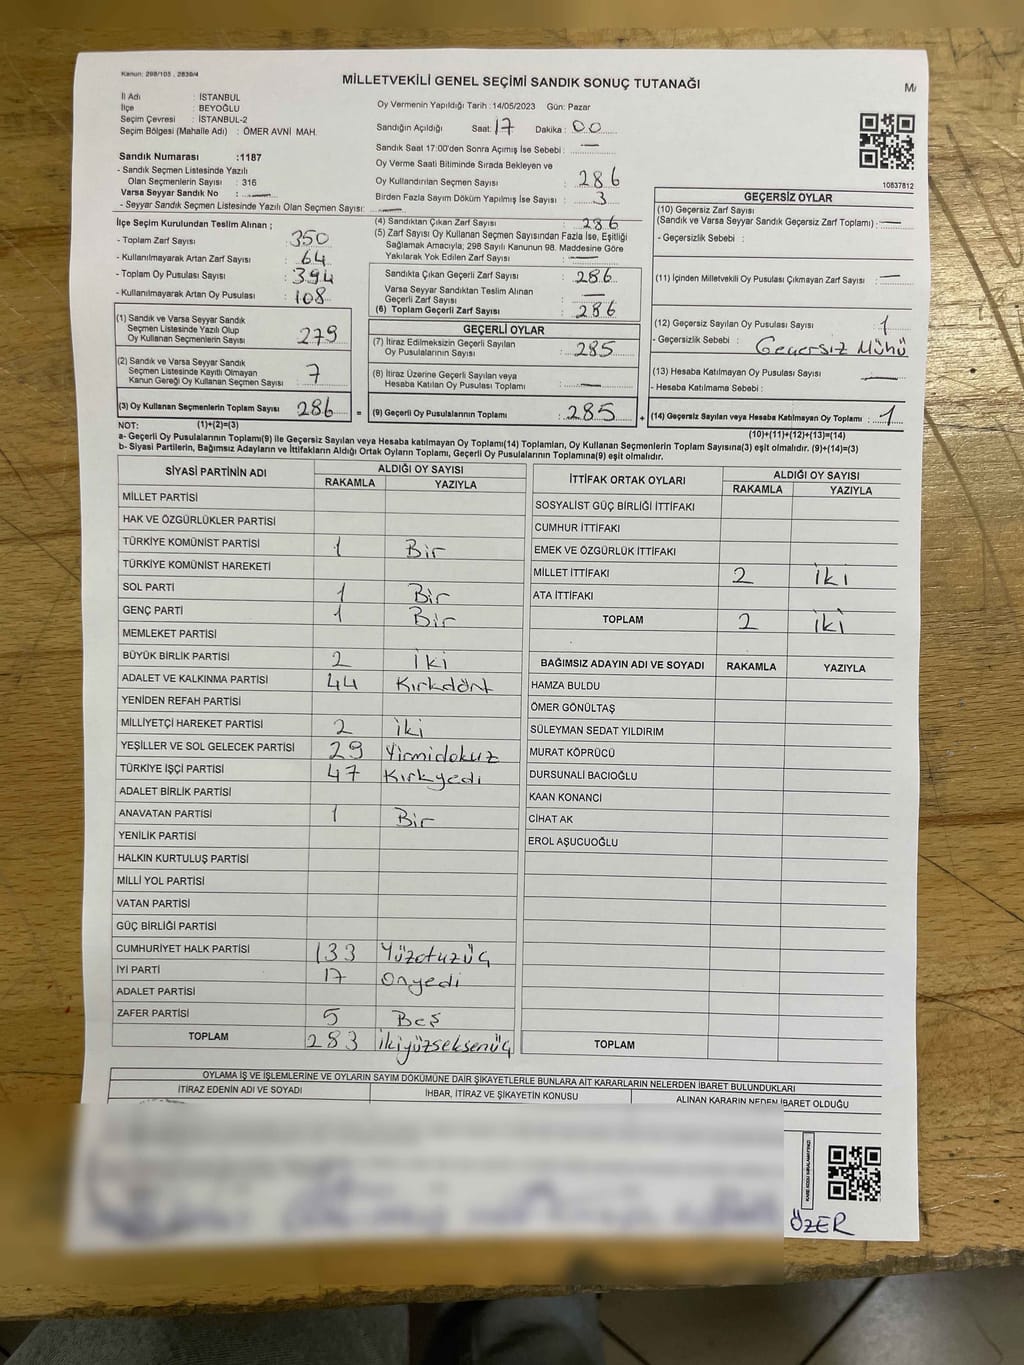 Kanun: 298/105 , 2839/4
MİLLETVEKİLİ GENEL SEÇİMİ SANDIK SONUÇ TUTANAĞI
İl Adı : İSTANBUL
İlçe : BEYOĞLU
Seçim Çevresi : İSTANBUL-2
Seçim Bölgesi (Mahalle Adı) : ÖMER AVNİ MAH.
Sandık Numarası :1187
- Sandık Seçmen Listesinde Yazılı
Olan Seçmenlerin Sayısı : 316
Varsa Seyyar Sandık No : —
- Seyyar Sandık Seçmen Listesinde Yazılı Olan Seçmen Sayısı: —
Oy Vermenin Yapıldığı Tarih :14/05/2023 Gün: Pazar
Sandığın Açıldığı Saat: 17 Dakika : 00
Sandık Saat 17:00'den Sonra Açımış İse Sebebi : —
Oy Verme Saati Bitiminde Sırada Bekleyen ve
Oy Kullandırılan Seçmen Sayısı : 286
Birden Fazla Sayım Döküm Yapılmış İse Sayısı : 3
10837812
İlçe Seçim Kurulundan Teslim Alınan ;
- Toplam Zarf Sayısı : 350
- Kullanılmayarak Artan Zarf Sayısı : 64
- Toplam Oy Pusulası Sayısı : 394
- Kullanılmayarak Artan Oy Pusulası : 108
(4) Sandıktan Çıkan Zarf Sayısı : 286
(5) Zarf Sayısı Oy Kullanan Seçmen Sayısından Fazla İse, Eşitliği
Sağlamak Amacıyla; 298 Sayılı Kanunun 98. Maddesine Göre
Yakılarak Yok Edilen Zarf Sayısı : —
Sandıkta Çıkan Geçerli Zarf Sayısı : 286
Varsa Seyyar Sandıktan Teslim Alınan
Geçerli Zarf Sayısı : —
(6) Toplam Geçerli Zarf Sayısı : 286
GEÇERSİZ OYLAR
(10) Geçersiz Zarf Sayısı
(Sandık ve Varsa Seyyar Sandık Geçersiz Zarf Toplamı) : —
- Geçersizlik Sebebi :
(11) İçinden Milletvekili Oy Pusulası Çıkmayan Zarf Sayısı : —
(12) Geçersiz Sayılan Oy Pusulası Sayısı : 1
- Geçersizlik Sebebi : Geçersiz Mühü
(13) Hesaba Katılmayan Oy Pusulası Sayısı : —
- Hesaba Katılmama Sebebi :
(14) Geçersiz Sayılan veya Hesaba Katılmayan Oy Toplamı : 1
(10)+(11)+(12)+(13)=(14)
(1) Sandık ve Varsa Seyyar Sandık
Seçmen Listesinde Yazılı Olup
Oy Kullanan Seçmenlerin Sayısı : 279
(2) Sandık ve Varsa Seyyar Sandık
Seçmen Listesinde Kayıtlı Olmayan
Kanun Gereği Oy Kullanan Seçmen Sayısı : 7
(3) Oy Kullanan Seçmenlerin Toplam Sayısı : 286 =
(1)+(2)=(3)
GEÇERLİ OYLAR
(7) İtiraz Edilmeksizin Geçerli Sayılan
Oy Pusulalarının Sayısı : 285
(8) İtiraz Üzerine Geçerli Sayılan veya
Hesaba Katılan Oy Pusulası Toplamı : —
(9) Geçerli Oy Pusulalarının Toplamı : 285 +
NOT:
a- Geçerli Oy Pusulalarının Toplamı(9) ile Geçersiz Sayılan veya Hesaba katılmayan Oy Toplamı(14) Toplamları, Oy Kullanan Seçmenlerin Toplam Sayısına(3) eşit olmalıdır. (9)+(14)=(3)
b- Siyasi Partilerin, Bağımsız Adayların ve İttifakların Aldığı Ortak Oyların Toplamı, Geçerli Oy Pusulalarının Toplamına(9) eşit olmalıdır.
SİYASİ PARTİNİN ADI ALDIĞI OY SAYISI
RAKAMLA YAZIYLA
MİLLET PARTİSİ
HAK VE ÖZGÜRLÜKLER PARTİSİ
TÜRKİYE KOMÜNİST PARTİSİ 1 Bir
TÜRKİYE KOMÜNİST HAREKETİ
SOL PARTİ 1 Bir
GENÇ PARTİ 1 Bir
MEMLEKET PARTİSİ
BÜYÜK BİRLİK PARTİSİ 2 İki
ADALET VE KALKINMA PARTİSİ 44 Kırkdört
YENİDEN REFAH PARTİSİ
MİLLİYETÇİ HAREKET PARTİSİ 2 İki
YEŞİLLER VE SOL GELECEK PARTİSİ 29 Yirmidokuz
TÜRKİYE İŞÇİ PARTİSİ 47 Kırkyedi
ADALET BİRLİK PARTİSİ
ANAVATAN PARTİSİ 1 Bir
YENİLİK PARTİSİ
HALKIN KURTULUŞ PARTİSİ
MİLLİ YOL PARTİSİ
VATAN PARTİSİ
GÜÇ BİRLİĞİ PARTİSİ
CUMHURİYET HALK PARTİSİ 133 Yüzotuzüç
İYİ PARTİ 17 Onyedi
ADALET PARTİSİ
ZAFER PARTİSİ 5 Beş
TOPLAM 283 İkiyüzseksenüç
İTTİFAK ORTAK OYLARI ALDIĞI OY SAYISI
RAKAMLA YAZIYLA
SOSYALİST GÜÇ BİRLİĞİ İTTİFAKI
CUMHUR İTTİFAKI
EMEK VE ÖZGÜRLÜK İTTİFAKI
MİLLET İTTİFAKI 2 İki
ATA İTTİFAKI
TOPLAM 2 İki
BAĞIMSIZ ADAYIN ADI VE SOYADI RAKAMLA YAZIYLA
HAMZA BULDU
ÖMER GÖNÜLTAŞ
SÜLEYMAN SEDAT YILDIRIM
MURAT KÖPRÜCÜ
DURSUNALİ BACIOĞLU
KAAN KONANCİ
CİHAT AK
EROL AŞUCUOĞLU
TOPLAM
OYLAMA İŞ VE İŞLEMLERİNE VE OYLARIN SAYIM DÖKÜMÜNE DAİR ŞİKAYETLERLE BUNLARA AİT KARARLARIN NELERDEN İBARET BULUNDUKLARI
İTİRAZ EDENİN ADI VE SOYADI İHBAR, İTİRAZ VE ŞİKAYETİN KONUSU ALINAN KARARIN NEDEN İBARET OLDUĞU
ÖZER